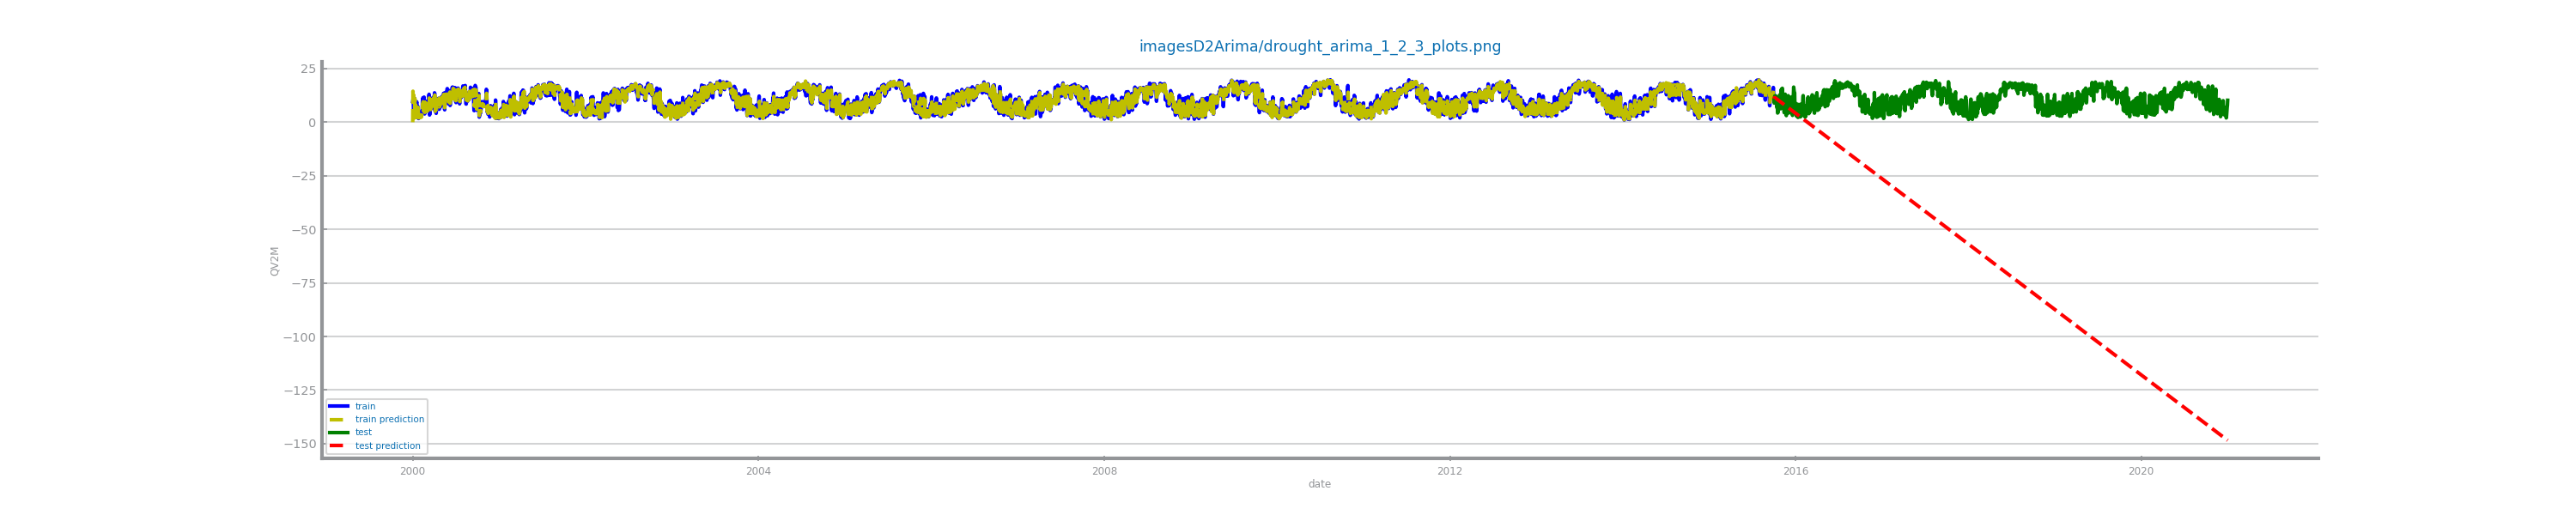 imagesD2Arima/drought_arima_1_2_3_plots.png
25
0
−25
−50
−75
−100
−125
−150
QV2M
train
train prediction
test
test prediction
2000 2004 2008 2012 2016 2020
date